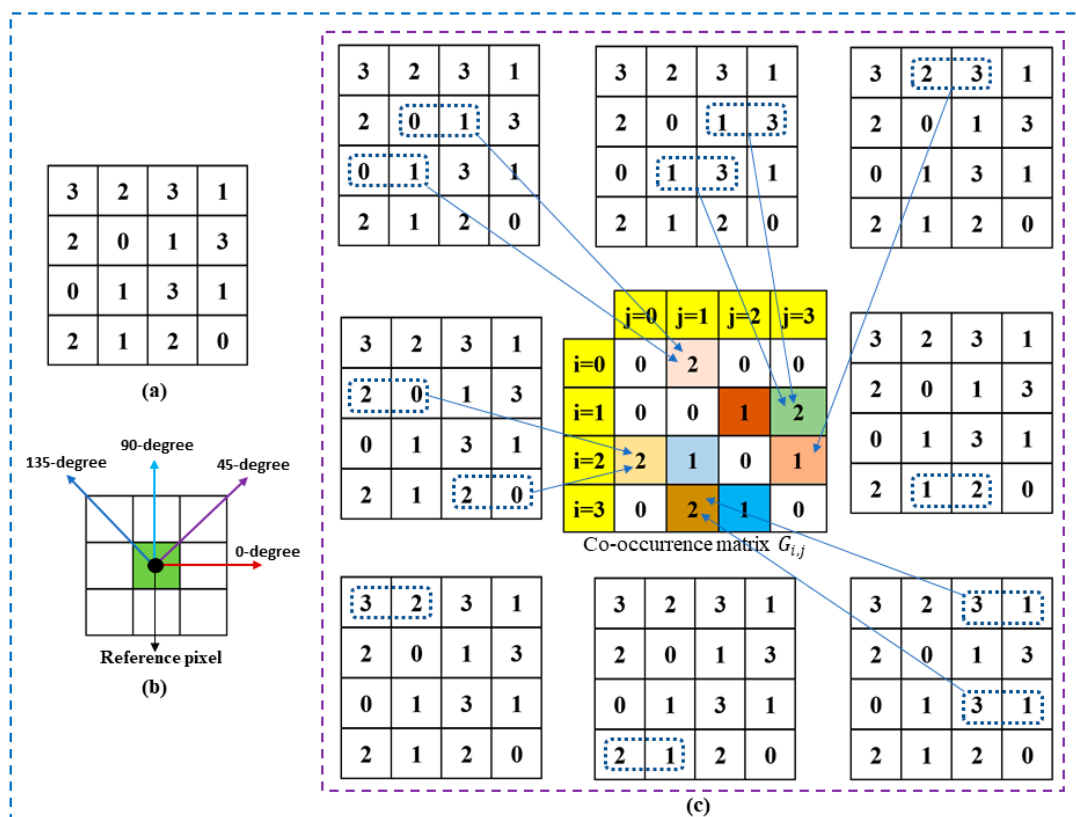 3 2 3 1
2 0 1 3
0 1 3 1
2 1 2 0
3 2 3 1
2 0 1 3
0 1 3 1
2 1 2 0
3 2 3 1
2 0 1 3
0 1 3 1
2 1 2 0
3 2 3 1
2 0 1 3
0 1 3 1
2 1 2 0
(a)
135-degree
90-degree
45-degree
0-degree
Reference pixel
(b)
3 2 3 1
2 0 1 3
0 1 3 1
2 1 2 0
j=0 j=1 j=2 j=3
i=0 0 2 0 0
i=1 0 0 1 2
i=2 2 1 0 1
i=3 0 2 1 0
Co-occurrence matrix G_{i,j}
3 2 3 1
2 0 1 3
0 1 3 1
2 1 2 0
3 2 3 1
2 0 1 3
0 1 3 1
2 1 2 0
3 2 3 1
2 0 1 3
0 1 3 1
2 1 2 0
3 2 3 1
2 0 1 3
0 1 3 1
2 1 2 0
(c)